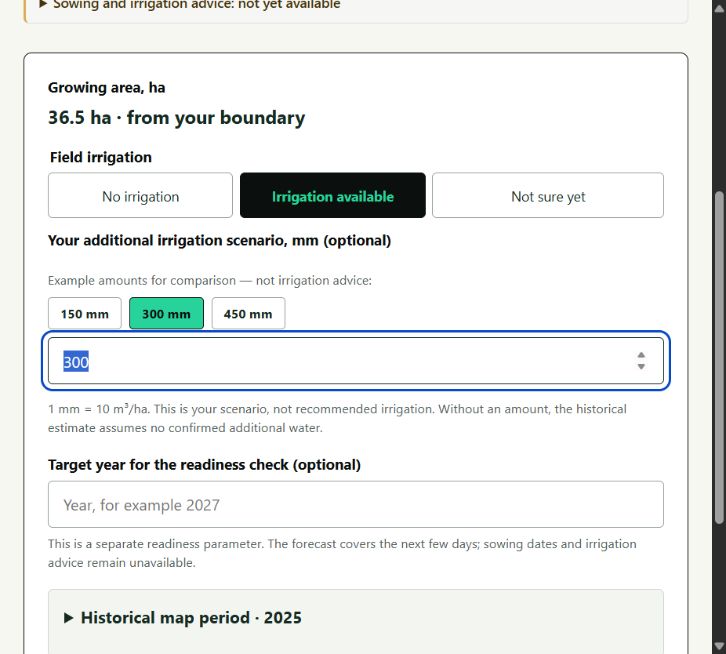 ▶ Sowing and irrigation advice: not yet available
Growing area, ha
36.5 ha · from your boundary
Field irrigation
No irrigation
Irrigation available
Not sure yet
Your additional irrigation scenario, mm (optional)
Example amounts for comparison — not irrigation advice:
150 mm
300 mm
450 mm
300
1 mm = 10 m³/ha. This is your scenario, not recommended irrigation. Without an amount, the historical
estimate assumes no confirmed additional water.
Target year for the readiness check (optional)
Year, for example 2027
This is a separate readiness parameter. The forecast covers the next few days; sowing dates and irrigation
advice remain unavailable.
▶ Historical map period · 2025